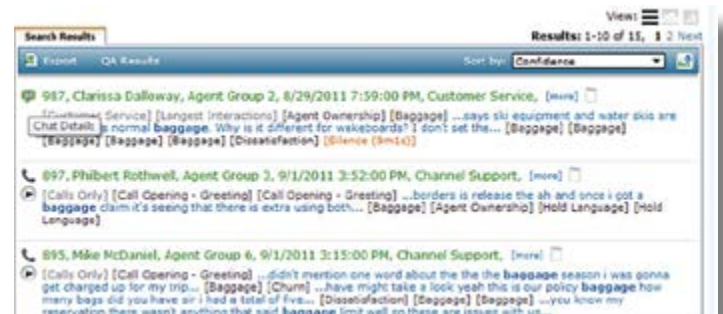 View:
Search Results
Results: 1-10 of 15, 1 2 Next
Export QA Results Sort by: Confidence
987, Clarissa Dalloway, Agent Group 2, 8/29/2011 7:59:00 PM, Customer Service, [more]
[Customer Service] [Longest Interactions] [Agent Ownership] [Baggage] ...says ski equipment and water skis are
Chat Details s normal baggage. Why is it different for wakeboards? I don't set the... [Baggage] [Baggage]
[Baggage] [Baggage] [Baggage] [Dissatisfaction] [Silence (9m1s)]
897, Philbert Rothwell, Agent Group 3, 9/1/2011 3:52:00 PM, Channel Support, [more]
[Calls Only] [Call Opening - Greeting] [Call Opening - Greeting] ...borders is release the ah and once i got a
baggage claim it's seeing that there is extra using both... [Baggage] [Agent Ownership] [Hold Language] [Hold
Language]
895, Mike McDaniel, Agent Group 6, 9/1/2011 3:15:00 PM, Channel Support, [more]
[Calls Only] [Call Opening - Greeting] ...didn't mention one word about the the the baggage season i was gonna
get charged up for my trip... [Baggage] [Churn] ...have might take a look yeah this is our policy baggage how
many bags did you have sir i had a total of five... [Dissatisfaction] [Baggage] [Baggage] ...you know my
reservation there wasn't anything that said baggage limit well so there are issues with us...